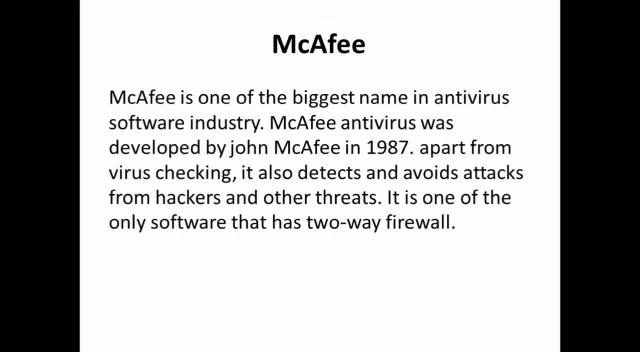 McAfee
McAfee is one of the biggest name in antivirus
software industry. McAfee antivirus was
developed by john McAfee in 1987. apart from
virus checking, it also detects and avoids attacks
from hackers and other threats. It is one of the
only software that has two-way firewall.